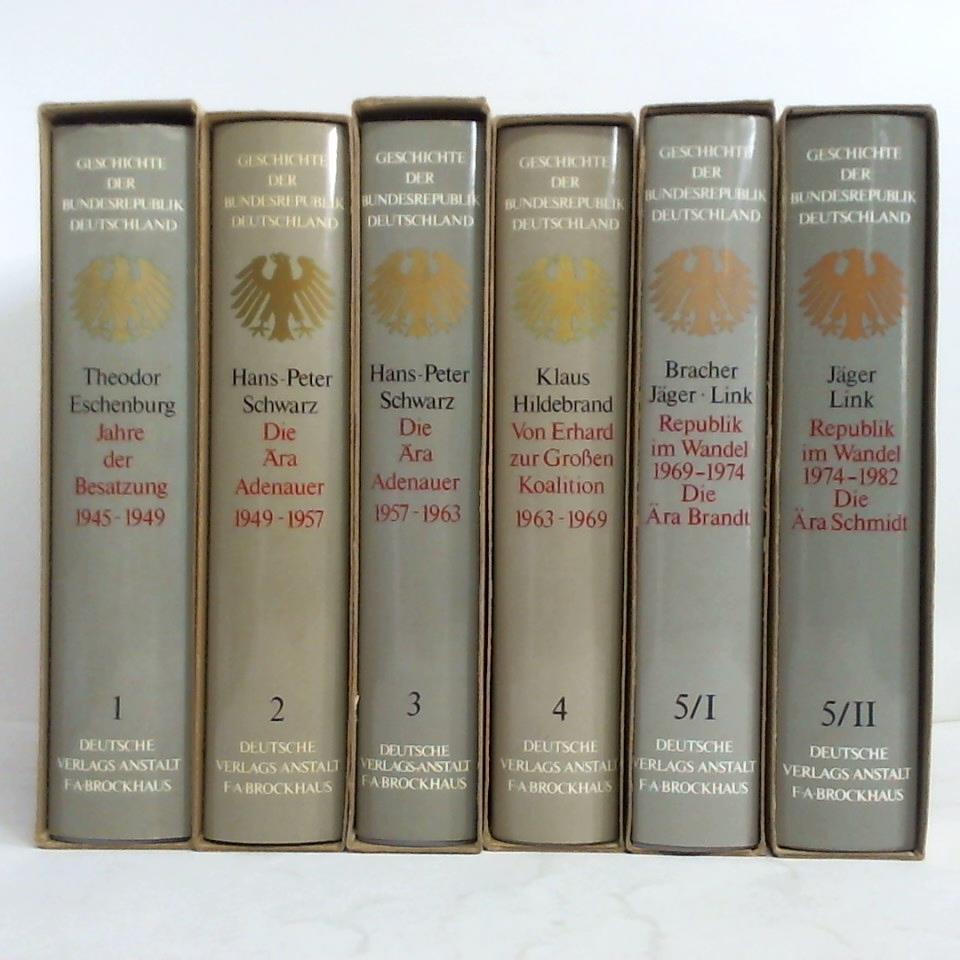 GESCHICHTE
DER
BUNDESREPUBLIK
DEUTSCHLAND
Theodor
Eschenburg
Jahre
der
Besatzung
1945-1949
1
DEUTSCHE
VERLAGS ANSTALT
F·A·BROCKHAUS
GESCHICHTE
DER
BUNDESREPUBLIK
DEUTSCHLAND
Hans-Peter
Schwarz
Die
Ära
Adenauer
1949-1957
2
DEUTSCHE
VERLAGS ANSTALT
F·A·BROCKHAUS
GESCHICHTE
DER
BUNDESREPUBLIK
DEUTSCHLAND
Hans-Peter
Schwarz
Die
Ära
Adenauer
1957-1963
3
DEUTSCHE
VERLAGS-ANSTALT
F·A·BROCKHAUS
GESCHICHTE
DER
BUNDESREPUBLIK
DEUTSCHLAND
Klaus
Hildebrand
Von Erhard
zur Großen
Koalition
1963-1969
4
DEUTSCHE
VERLAGS ANSTALT
F·A·BROCKHAUS
GESCHICHTE
DER
BUNDESREPUBLIK
DEUTSCHLAND
Bracher
Jäger · Link
Republik
im Wandel
1969-1974
Die
Ära Brandt
5/I
DEUTSCHE
VERLAGS ANSTALT
F·A·BROCKHAUS
GESCHICHTE
DER
BUNDESREPUBLIK
DEUTSCHLAND
Jäger
Link
Republik
im Wandel
1974-1982
Die
Ära Schmidt
5/II
DEUTSCHE
VERLAGS ANSTALT
F·A·BROCKHAUS